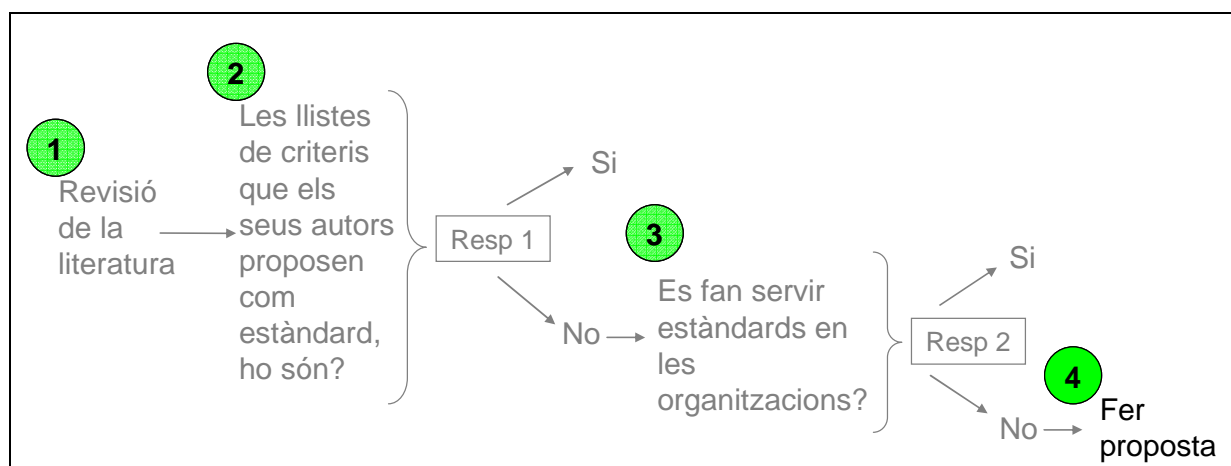 1
Revisió
de la
literatura
2
Les llistes
de criteris
que els
seus autors
proposen
com
estàndard,
ho són?
Resp 1
Si
No
3
Es fan servir
estàndards en
les
organitzacions?
Resp 2
Si
No
4
Fer
proposta